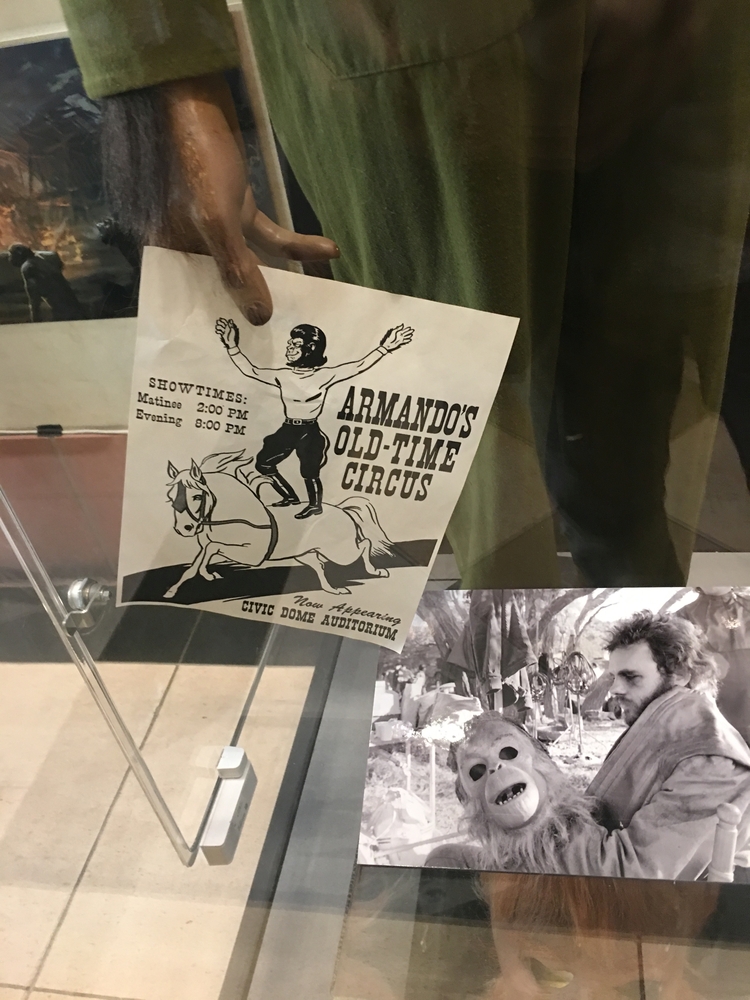 SHOWTIMES:
Matinee 2:00 PM
Evening 8:00 PM
ARMANDO'S
OLD-TIME
CIRCUS
Now Appearing
CIVIC DOME AUDITORIUM